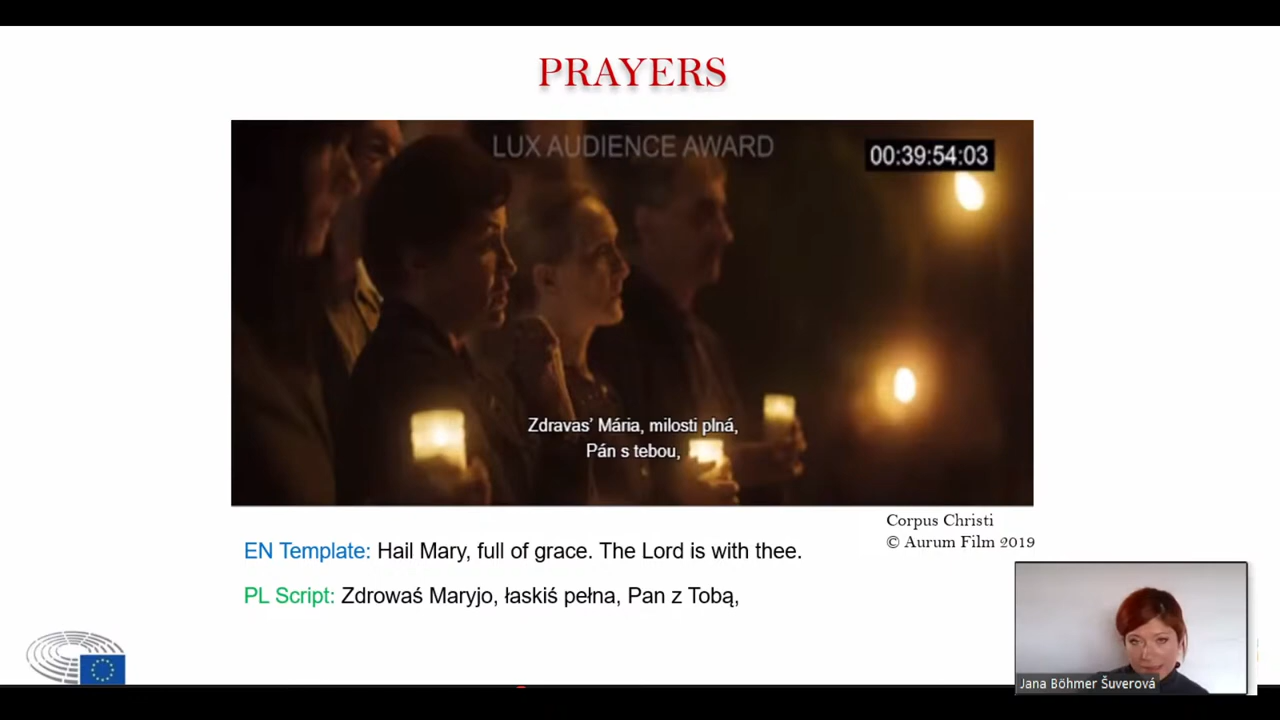 PRAYERS
LUX AUDIENCE AWARD
00:39:54:03
Zdravas’ Mária, milosti plná,
Pán s tebou,
Corpus Christi
© Aurum Film 2019
EN Template: Hail Mary, full of grace. The Lord is with thee.
PL Script: Zdrowaś Maryjo, łaskiś pełna, Pan z Tobą,
Jana Böhmer Šuverová